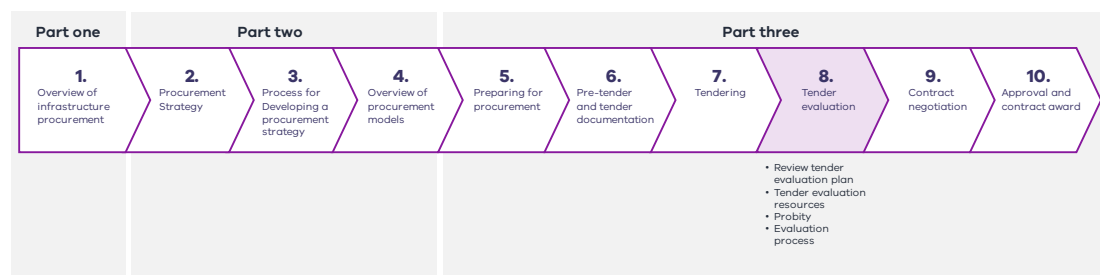 Part one
Part two
Part three
1.
Overview of
infrastructure
procurement
2.
Procurement
Strategy
3.
Process for
Developing a
procurement
strategy
4.
Overview of
procurement
models
5.
Preparing for
procurement
6.
Pre-tender
and tender
documentation
7.
Tendering
8.
Tender
evaluation
9.
Contract
negotiation
10.
Approval and
contract award
• Review tender
evaluation plan
• Tender evaluation
resources
• Probity
• Evaluation
process